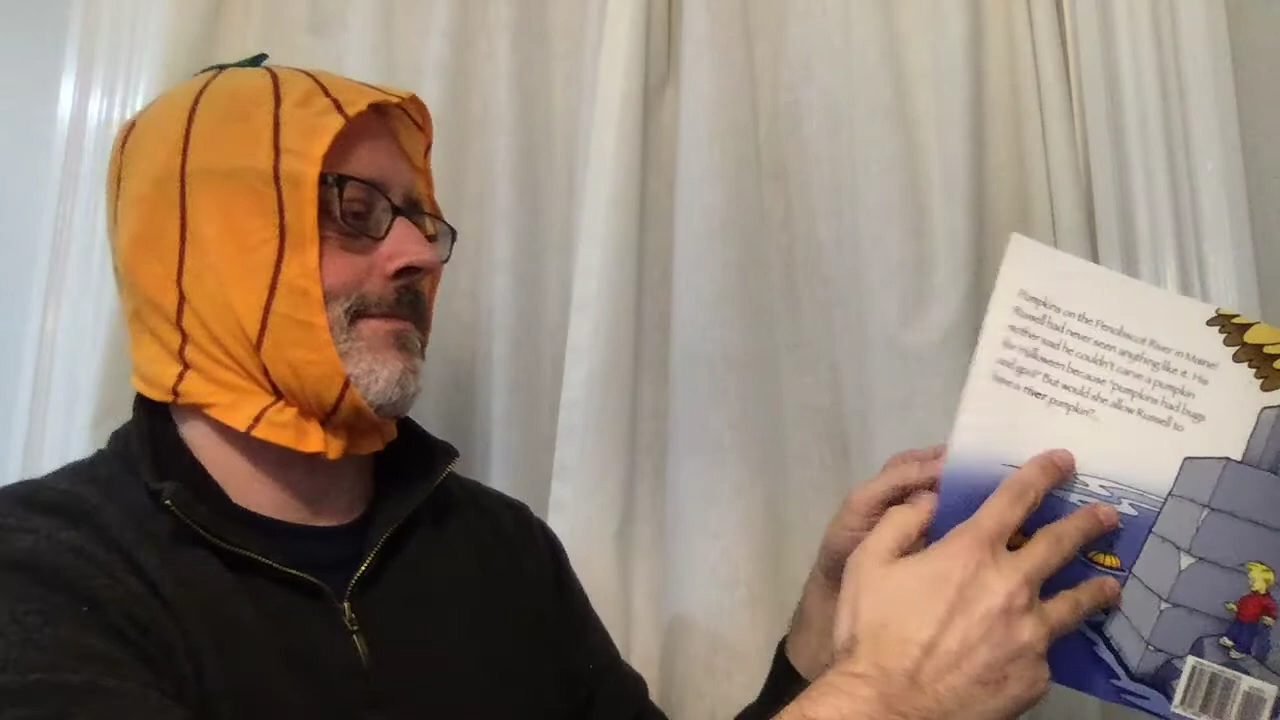 Pumpkins on the Penobscot River in Maine!
Russell had never seen anything like it. His
mother said he couldn't carve a pumpkin
for Halloween because "pumpkins had bugs
and goo!" But would she allow Russell to
have a river pumpkin?